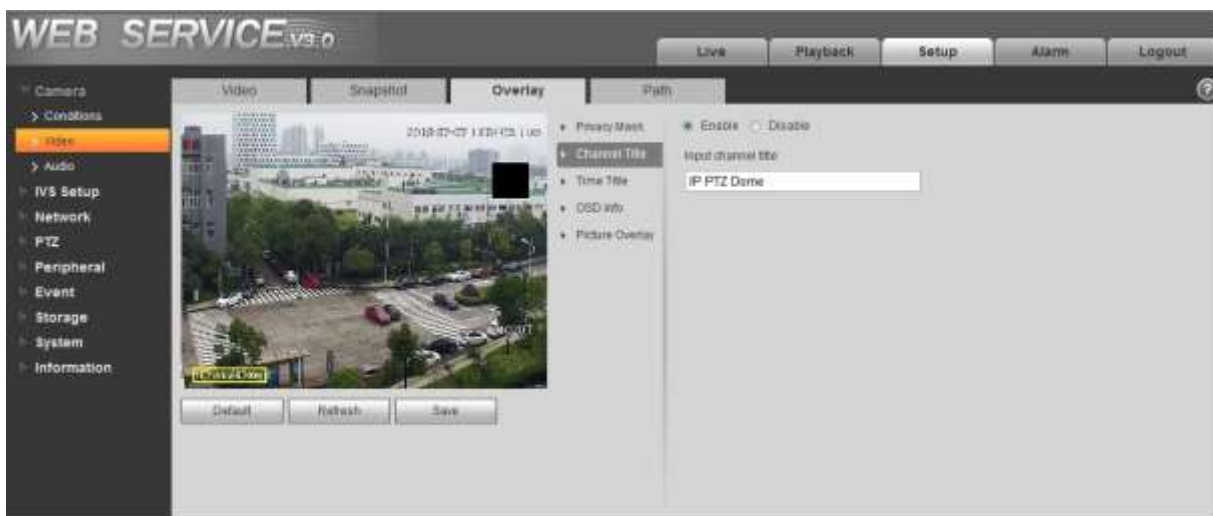 WEB SERVICE V3.0
Live
Playback
Setup
Alarm
Logout
Camera
Conditions
Video
Audio
IVS Setup
Network
PTZ
Peripheral
Event
Storage
System
Information
Video
Snapshot
Overlay
Path
Privacy Mask
Channel Title
Time Title
OSD Info
Picture Overlay
Enable
Disable
Input channel title
IP PTZ Dome
Default
Refresh
Save